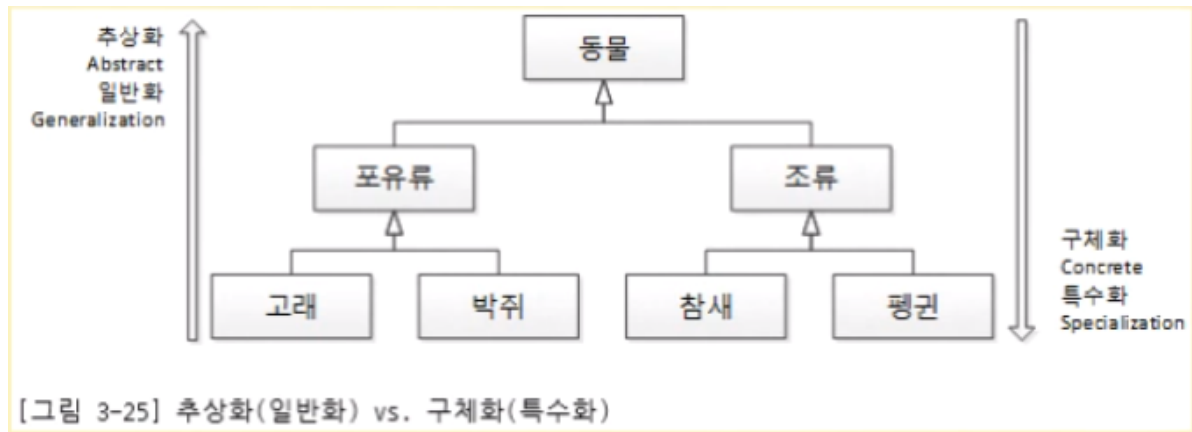 추상화
Abstract
일반화
Generalization
동물
포유류
조류
고래
박쥐
참새
펭귄
구체화
Concrete
특수화
Specialization
[그림 3-25] 추상화(일반화) vs. 구체화(특수화)